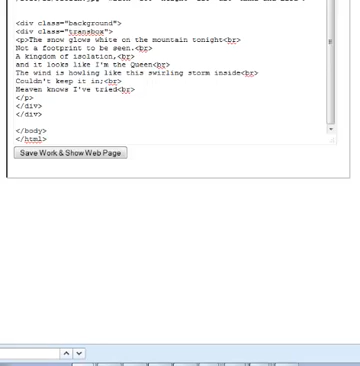 <div class="background">
<div class="transbox">
<p>The snow glows white on the mountain tonight<br>
Not a footprint to be seen.<br>
A kingdom of isolation,<br>
and it looks like I'm the Queen<br>
The wind is howling like this swirling storm inside<br>
Couldn't keep it in;<br>
Heaven knows I've tried<br>
</p>
</div>
</div>
</body>
</html>
Save Work & Show Web Page